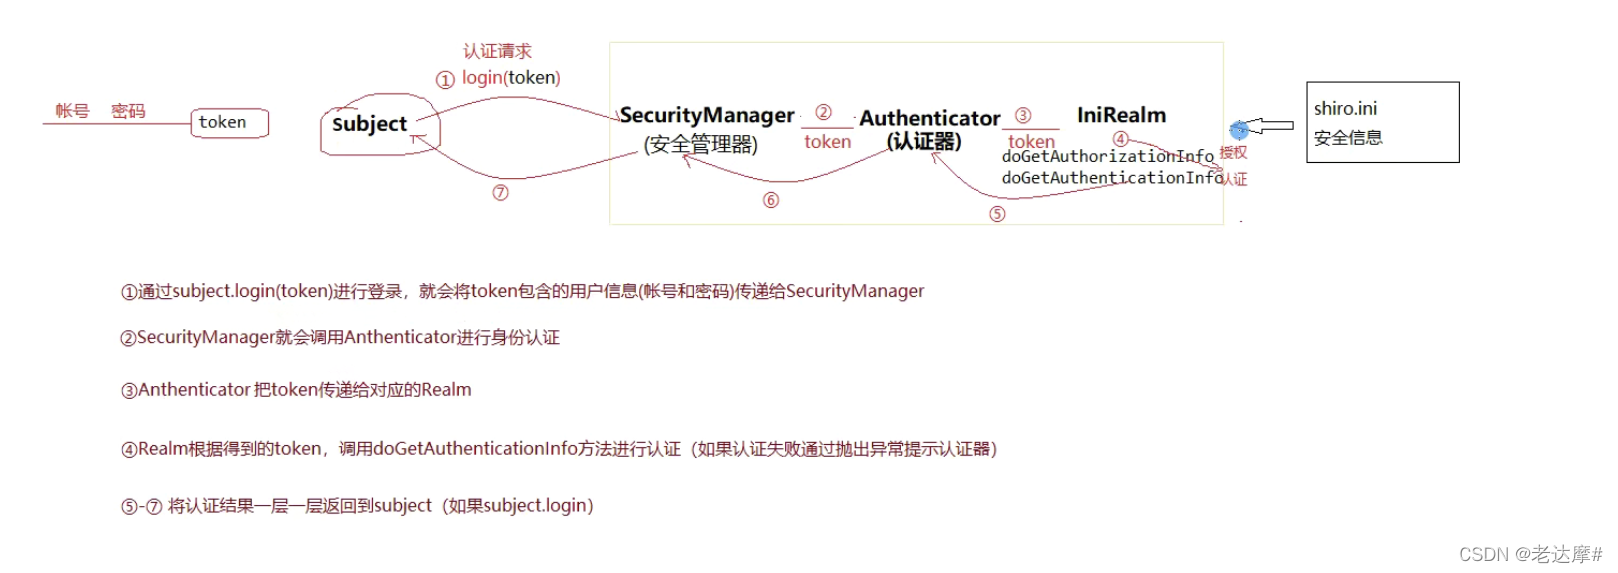 认证请求
① login(token)
帐号 密码
token
Subject
SecurityManager
(安全管理器)
②
token
Authenticator
(认证器)
③
token
IniRealm
④
doGetAuthorizationInfo
授权
doGetAuthenticationInfo
认证
shiro.ini
安全信息
⑦
⑥
⑤
①通过subject.login(token)进行登录，就会将token包含的用户信息(帐号和密码)传递给SecurityManager
②SecurityManager就会调用Anthenticator进行身份认证
③Anthenticator 把token传递给对应的Realm
④Realm根据得到的token，调用doGetAuthenticationInfo方法进行认证（如果认证失败通过抛出异常提示认证器）
⑤-⑦ 将认证结果一层一层返回到subject（如果subject.login）
CSDN @老达摩#